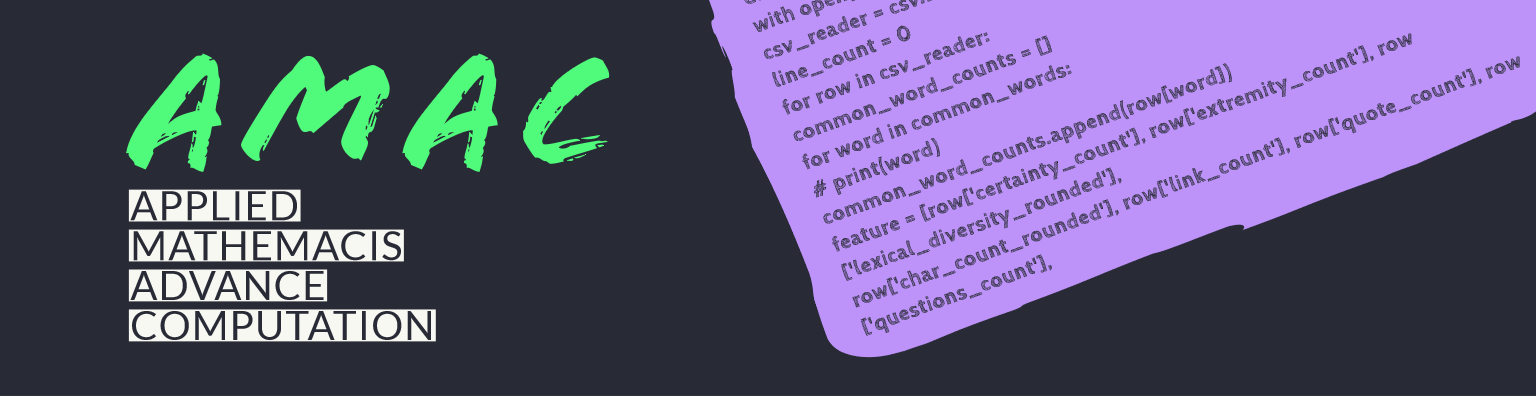 AMAC
APPLIED
MATHEMACIS
ADVANCE
COMPUTATION
csv_reader = 
line_count = 0
for row in csv_reader:
common_word_counts = []
for word in common_words:
# print(word)
common_word_counts.append(row[word])
feature = [row['certainty_count'], row['extremity_count'], row
['lexical_diversity_rounded'],
row['char_count_rounded'], row['link_count'], row['quote_count'], row
['questions_count'],